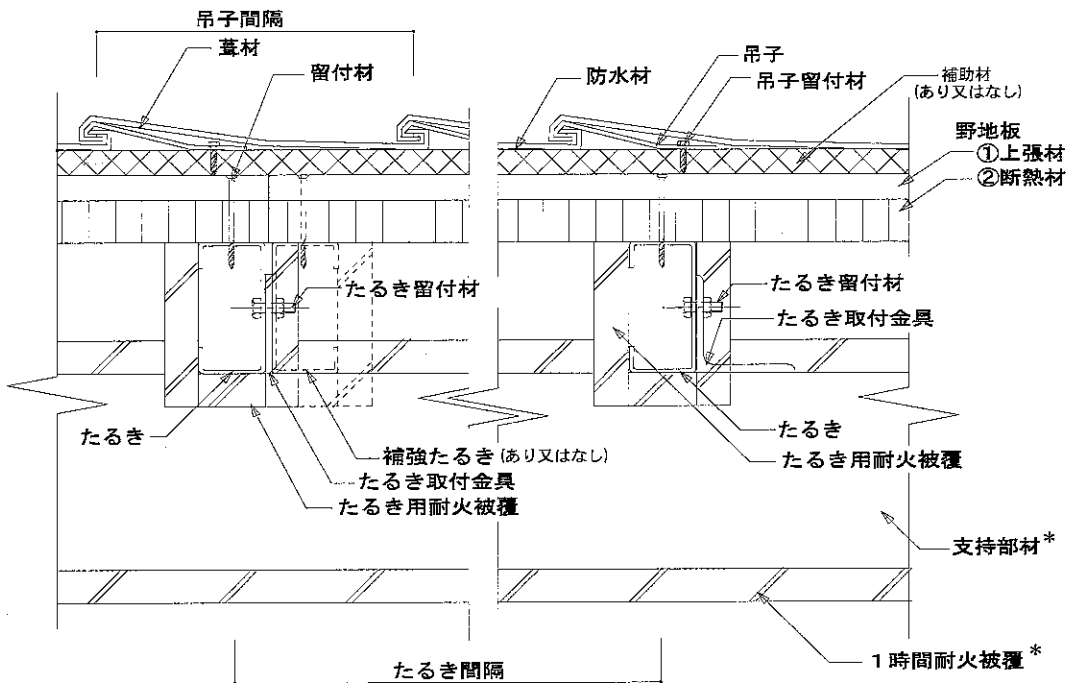 吊子間隔
葺材
留付材
防水材
吊子
吊子留付材
補助材
(あり又はなし)
野地板
①上張材
②断熱材
たるき留付材
たるき留付材
たるき取付金具
たるき
補強たるき(あり又はなし)
たるき取付金具
たるき用耐火被覆
たるき
たるき用耐火被覆
支持部材*
1時間耐火被覆*
たるき間隔